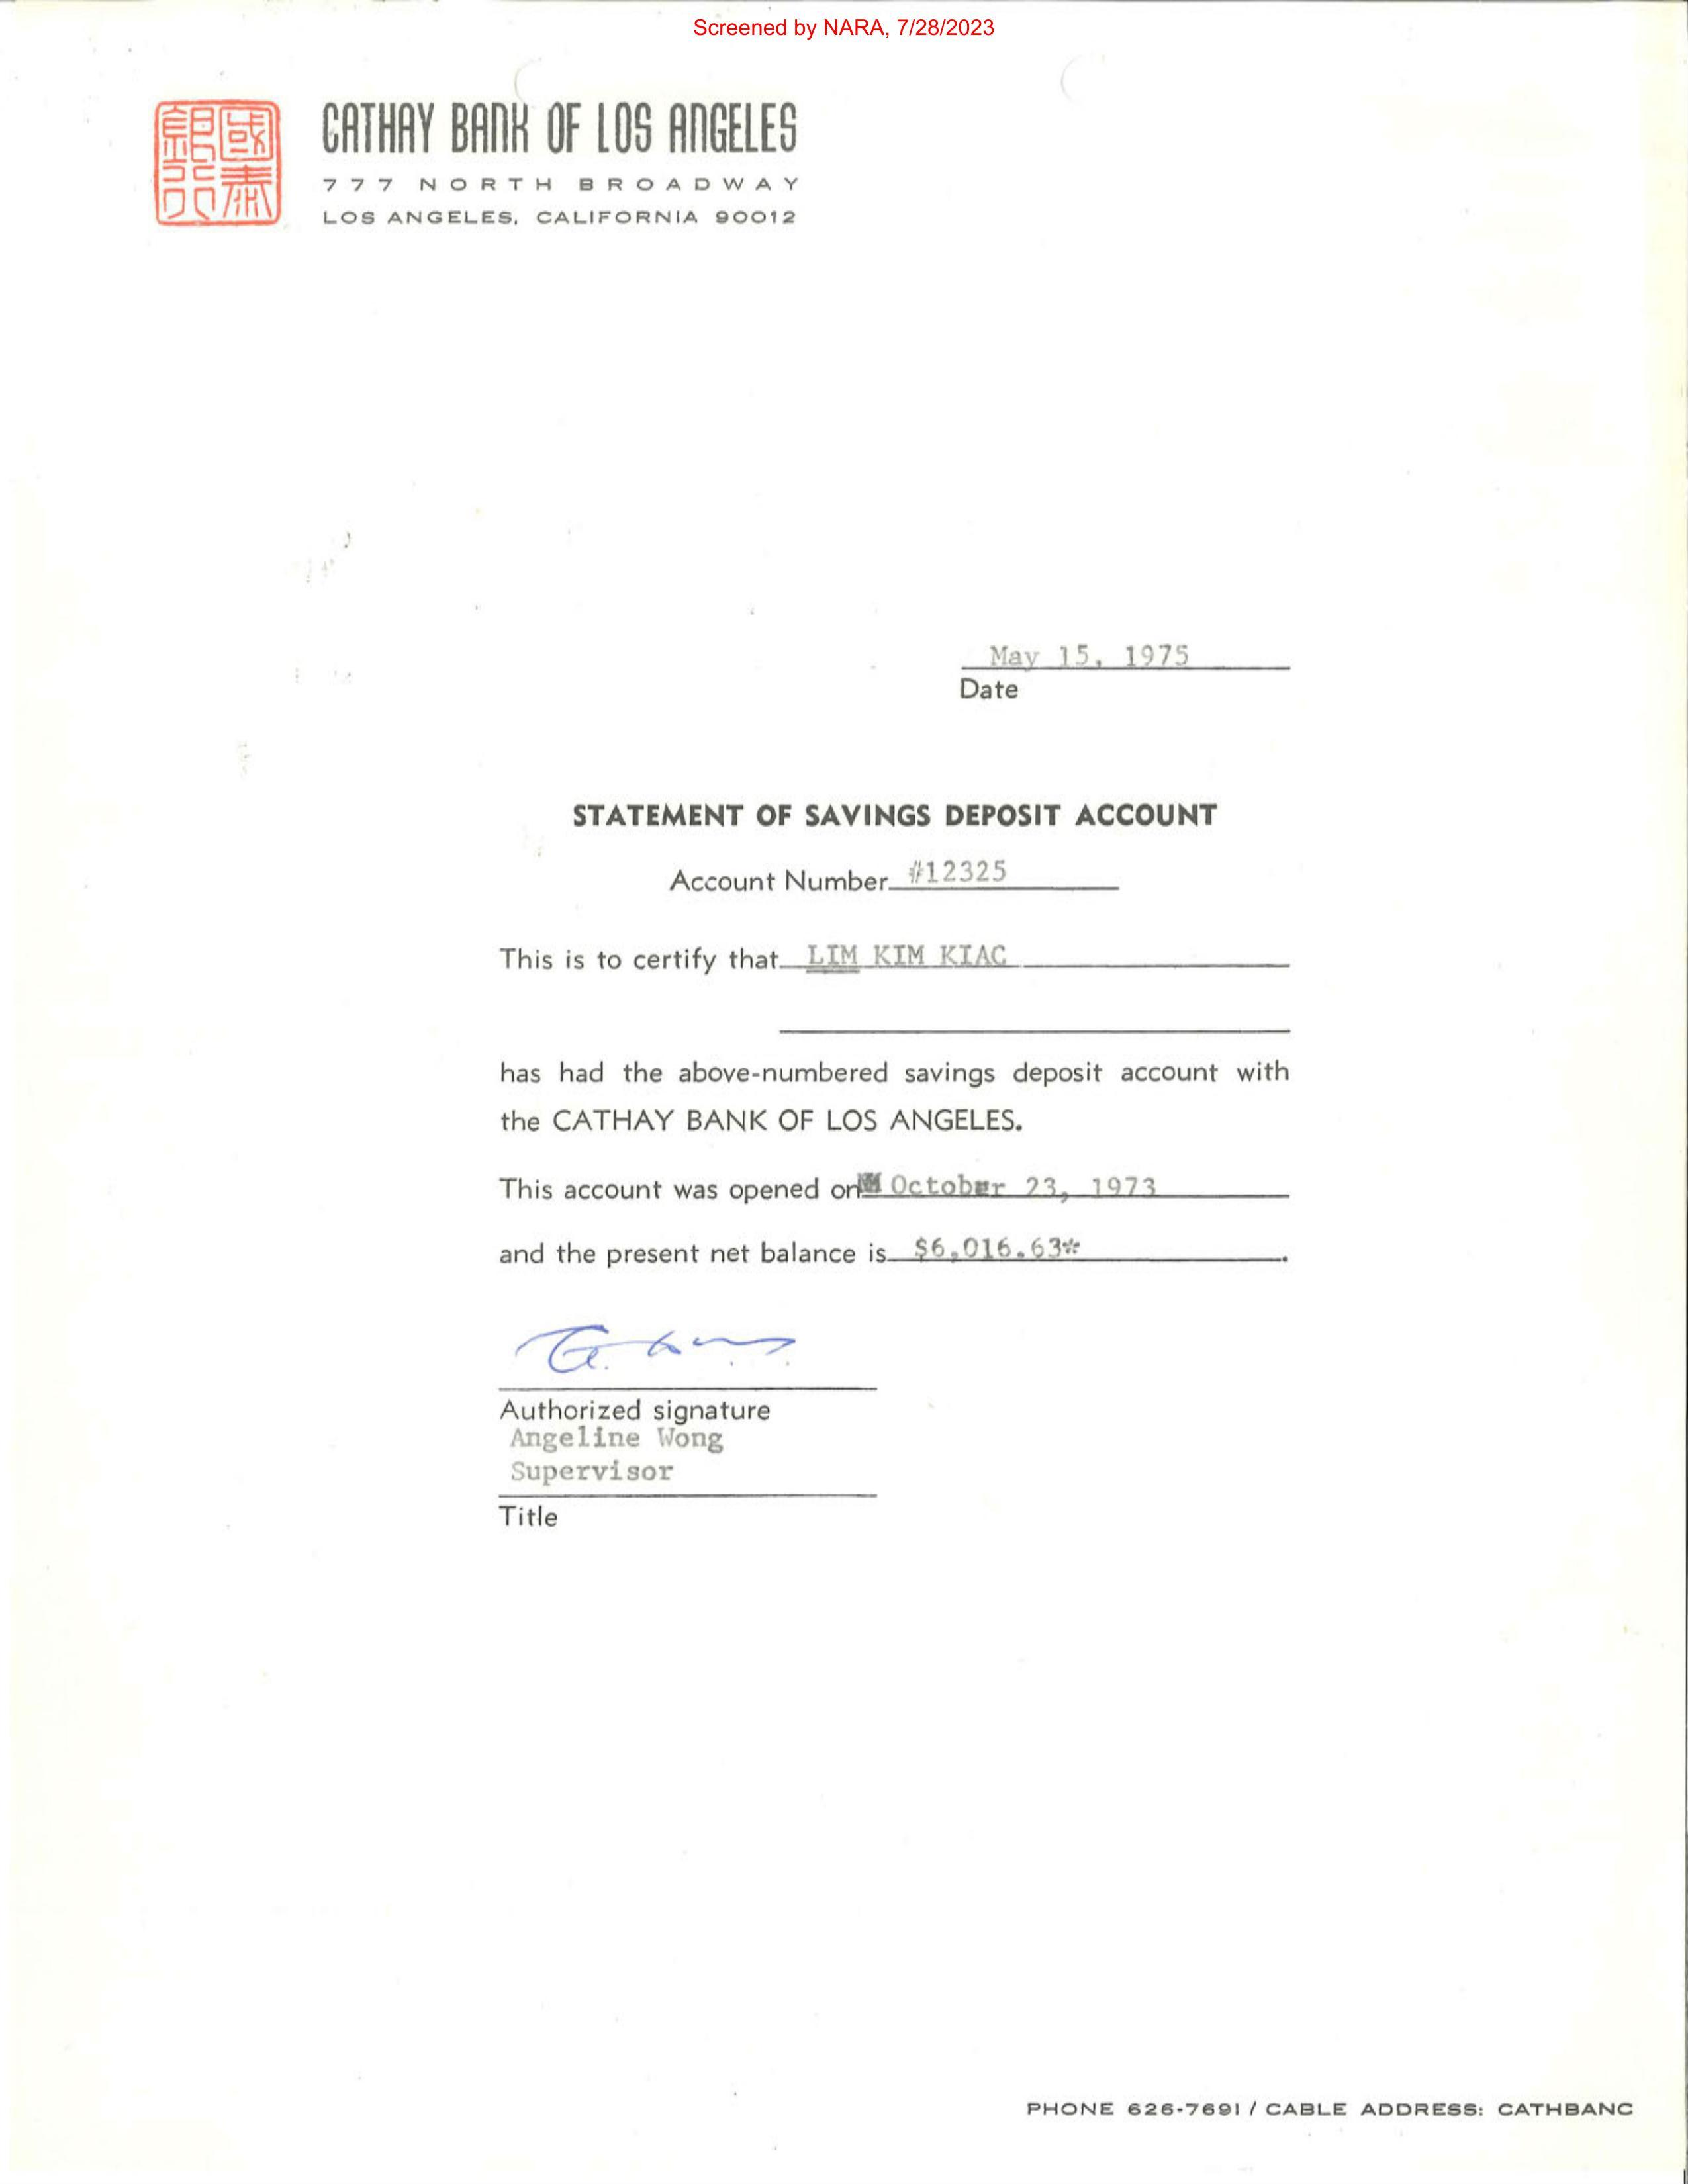 Screened by NARA, 7/28/2023
國泰銀行
CATHAY BANK OF LOS ANGELES
777 NORTH BROADWAY
LOS ANGELES, CALIFORNIA 90012
May 15, 1975
Date
STATEMENT OF SAVINGS DEPOSIT ACCOUNT
Account Number #12325
This is to certify that LIM KIM KIAC
has had the above-numbered savings deposit account with
the CATHAY BANK OF LOS ANGELES.
This account was opened on October 23, 1973
and the present net balance is $6,016.63*.
Authorized signature
Angeline Wong
Supervisor
Title
PHONE 626-7691 / CABLE ADDRESS: CATHBANC